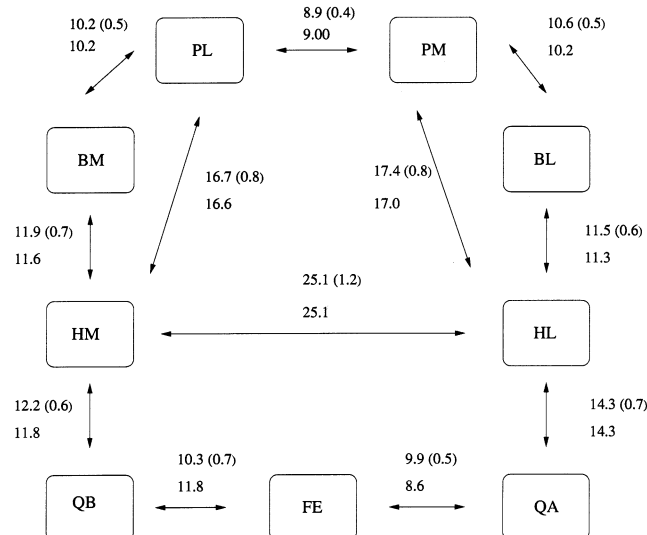 8.9 (0.4)
10.2 (0.5)
10.6 (0.5)
9.00
10.2
10.2
PL
PM
BM
BL
16.7 (0.8)
17.4 (0.8)
16.6
17.0
11.9 (0.7)
11.5 (0.6)
11.6
11.3
25.1 (1.2)
25.1
HM
HL
12.2 (0.6)
14.3 (0.7)
11.8
14.3
10.3 (0.7)
9.9 (0.5)
11.8
8.6
QB
FE
QA